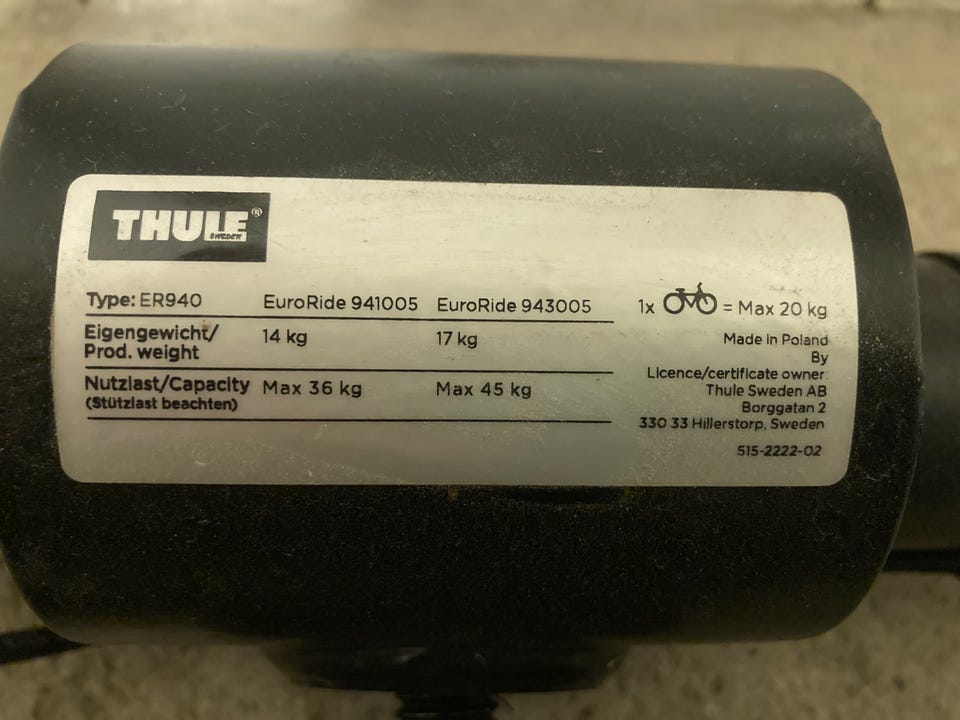 THULE®
SWEDEN
Type: ER940 EuroRide 941005 EuroRide 943005
Eigengewicht/
Prod. weight 14 kg 17 kg
Nutzlast/Capacity Max 36 kg Max 45 kg
(Stützlast beachten)
1x = Max 20 kg
Made in Poland
By
Licence/certificate owner:
Thule Sweden AB
Borggatan 2
330 33 Hillerstorp, Sweden
515-2222-02